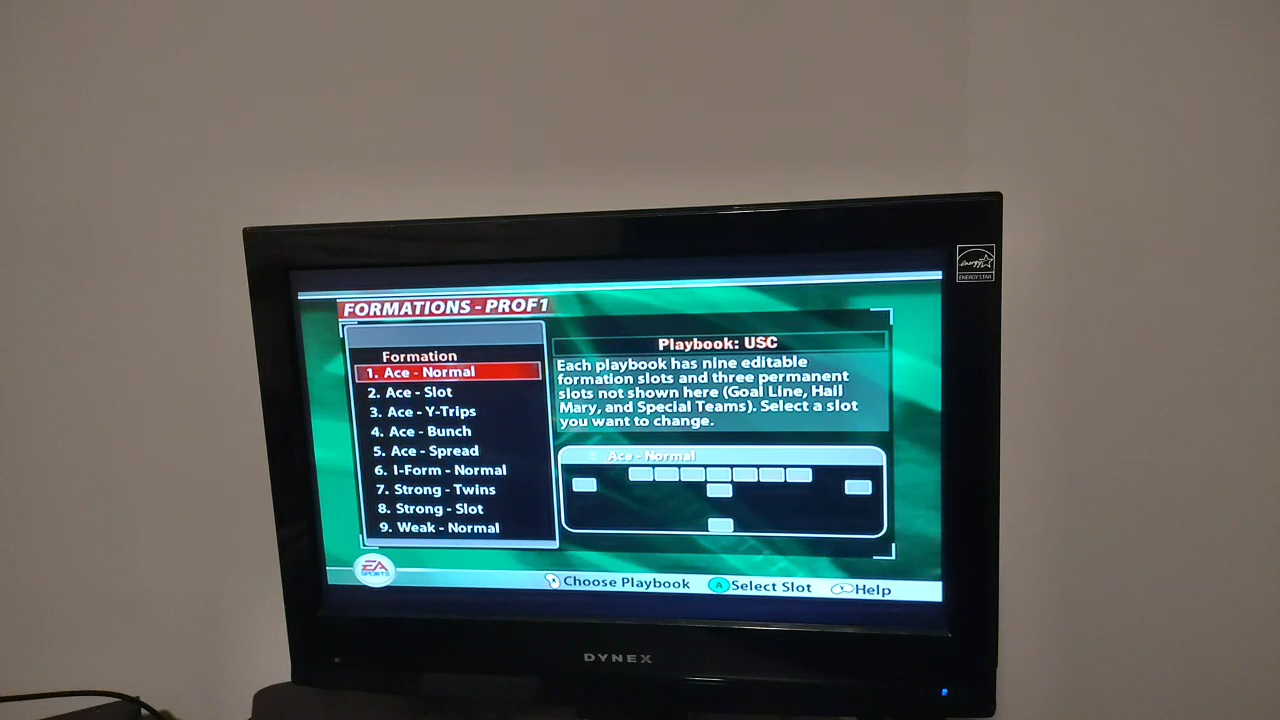 energy
ENERGY STAR
FORMATIONS - PROF1
Formation
1. Ace - Normal
2. Ace - Slot
3. Ace - Y-Trips
4. Ace - Bunch
5. Ace - Spread
6. I-Form - Normal
7. Strong - Twins
8. Strong - Slot
9. Weak - Normal
Playbook: USC
Each playbook has nine editable
formation slots and three permanent
slots not shown here (Goal Line, Hail
Mary, and Special Teams). Select a slot
you want to change.
Ace - Normal
EA
SPORTS
Choose Playbook
A Select Slot
Help
DYNEX